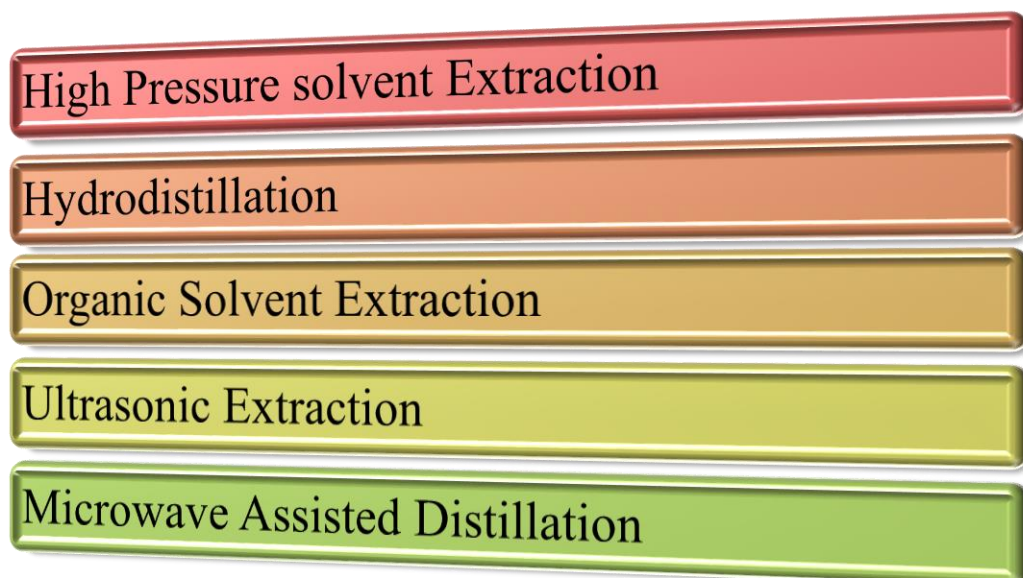 High Pressure solvent Extraction
Hydrodistillation
Organic Solvent Extraction
Ultrasonic Extraction
Microwave Assisted Distillation